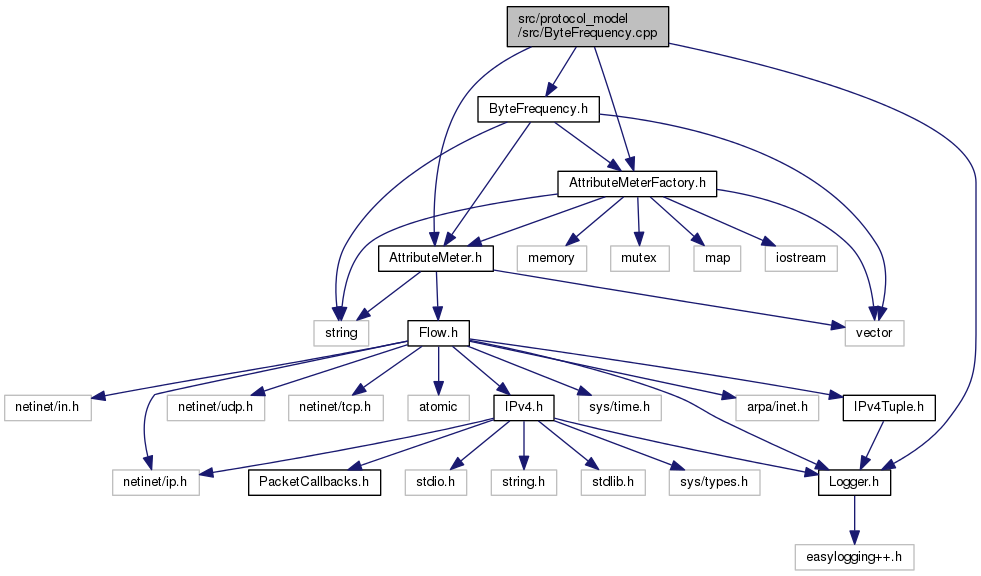 src/protocol_model
/src/ByteFrequency.cpp
ByteFrequency.h
AttributeMeterFactory.h
AttributeMeter.h
memory
mutex
map
iostream
string
Flow.h
vector
netinet/in.h
netinet/udp.h
netinet/tcp.h
atomic
IPv4.h
sys/time.h
arpa/inet.h
IPv4Tuple.h
netinet/ip.h
PacketCallbacks.h
stdio.h
string.h
stdlib.h
sys/types.h
Logger.h
easylogging++.h